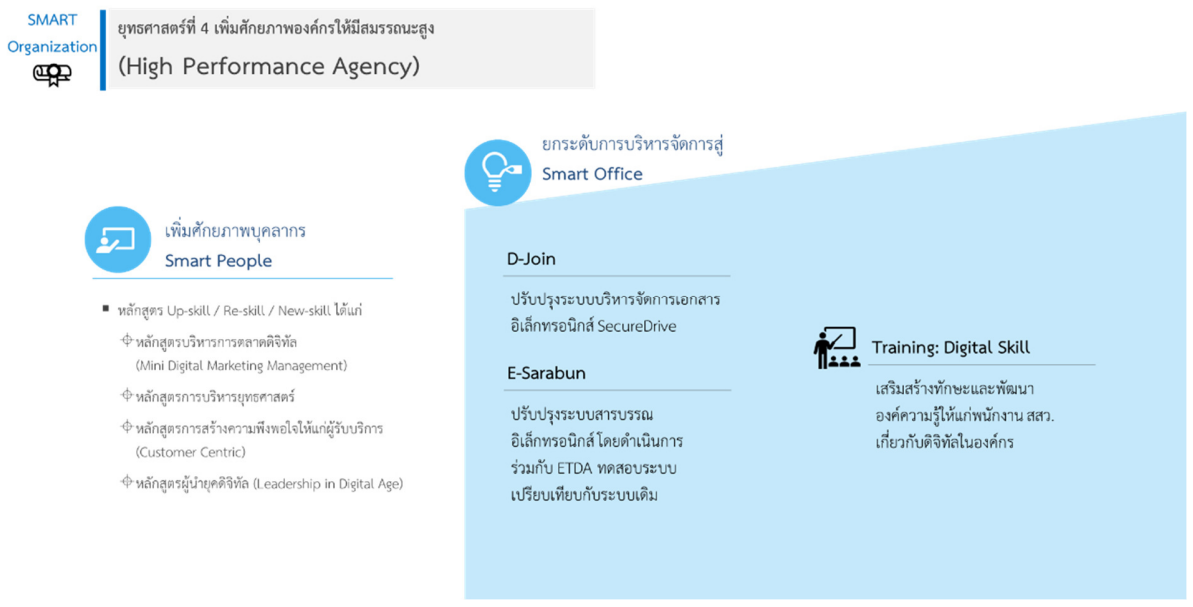 SMART
Organization
ยุทธศาสตร์ที่ 4 เพิ่มศักยภาพองค์กรให้มีสมรรถนะสูง
(High Performance Agency)
เพิ่มศักยภาพบุคลากร
Smart People
หลักสูตร Up-skill / Re-skill / New-skill ได้แก่
หลักสูตรบริหารการตลาดดิจิทัล
(Mini Digital Marketing Management)
หลักสูตรการบริหารยุทธศาสตร์
หลักสูตรการสร้างความพึงพอใจให้แก่ผู้รับบริการ
(Customer Centric)
หลักสูตรผู้นำยุคดิจิทัล (Leadership in Digital Age)
ยกระดับการบริหารจัดการสู่
Smart Office
D-Join
ปรับปรุงระบบบริหารจัดการเอกสาร
อิเล็กทรอนิกส์ SecureDrive
E-Sarabun
ปรับปรุงระบบสารบรรณ
อิเล็กทรอนิกส์ โดยดำเนินการ
ร่วมกับ ETDA ทดสอบระบบ
เปรียบเทียบกับระบบเดิม
Training: Digital Skill
เสริมสร้างทักษะและพัฒนา
องค์ความรู้ให้แก่พนักงาน สสว.
เกี่ยวกับดิจิทัลในองค์กร